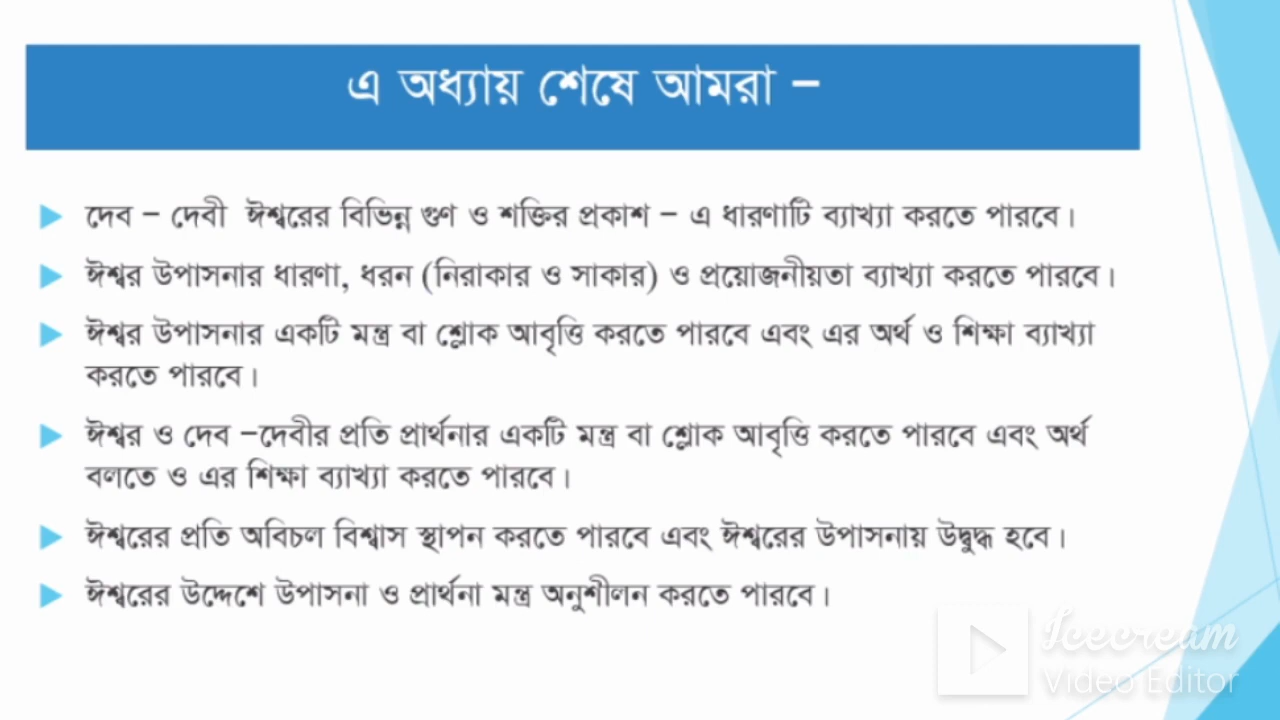 এ অধ্যায় শেষে আমরা –
দেব – দেবী ঈশ্বরের বিভিন্ন গুণ ও শক্তির প্রকাশ – এ ধারণাটি ব্যাখ্যা করতে পারবে।
ঈশ্বর উপাসনার ধারণা, ধরন (নিরাকার ও সাকার) ও প্রয়োজনীয়তা ব্যাখ্যা করতে পারবে।
ঈশ্বর উপাসনার একটি মন্ত্র বা শ্লোক আবৃত্তি করতে পারবে এবং এর অর্থ ও শিক্ষা ব্যাখ্যা
করতে পারবে।
ঈশ্বর ও দেব –দেবীর প্রতি প্রার্থনার একটি মন্ত্র বা শ্লোক আবৃত্তি করতে পারবে এবং অর্থ
বলতে ও এর শিক্ষা ব্যাখ্যা করতে পারবে।
ঈশ্বরের প্রতি অবিচল বিশ্বাস স্থাপন করতে পারবে এবং ঈশ্বরের উপাসনায় উদ্বুদ্ধ হবে।
ঈশ্বরের উদ্দেশে উপাসনা ও প্রার্থনা মন্ত্র অনুশীলন করতে পারবে।
Icecream
Video Editor